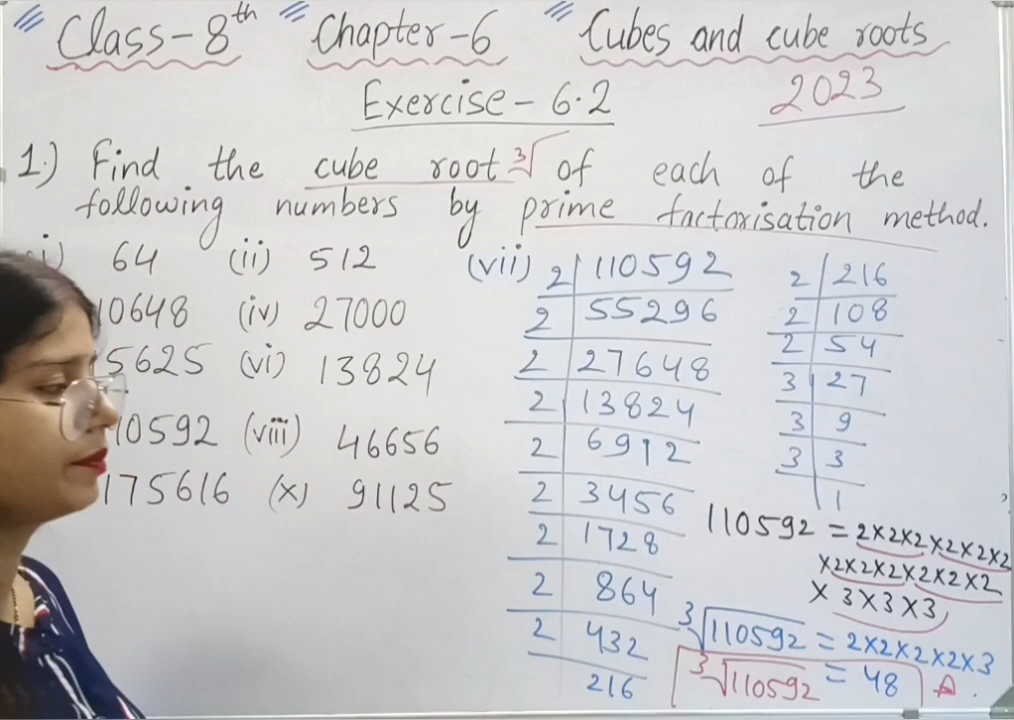 Class-8th Chapter-6 Cubes and cube roots
Exercise-6.2 2023
1.) Find the cube root ∛ of each of the
following numbers by prime factorisation method.
i) 64 (ii) 512
10648 (iv) 27000
5625 (vi) 13824
10592 (viii) 46656
175616 (x) 91125
(vii) 2 | 110592
2 | 55296
2 | 27648
2 | 13824
2 | 6912
2 | 3456
2 | 1728
2 | 864
2 | 432
216
2 | 216
2 | 108
2 | 54
3 | 27
3 | 9
3 | 3
| 1
110592 = 2×2×2×2×2×2
×2×2×2×2×2×2
× 3×3×3
∛110592 = 2×2×2×2×3
∛110592 = 48 A.